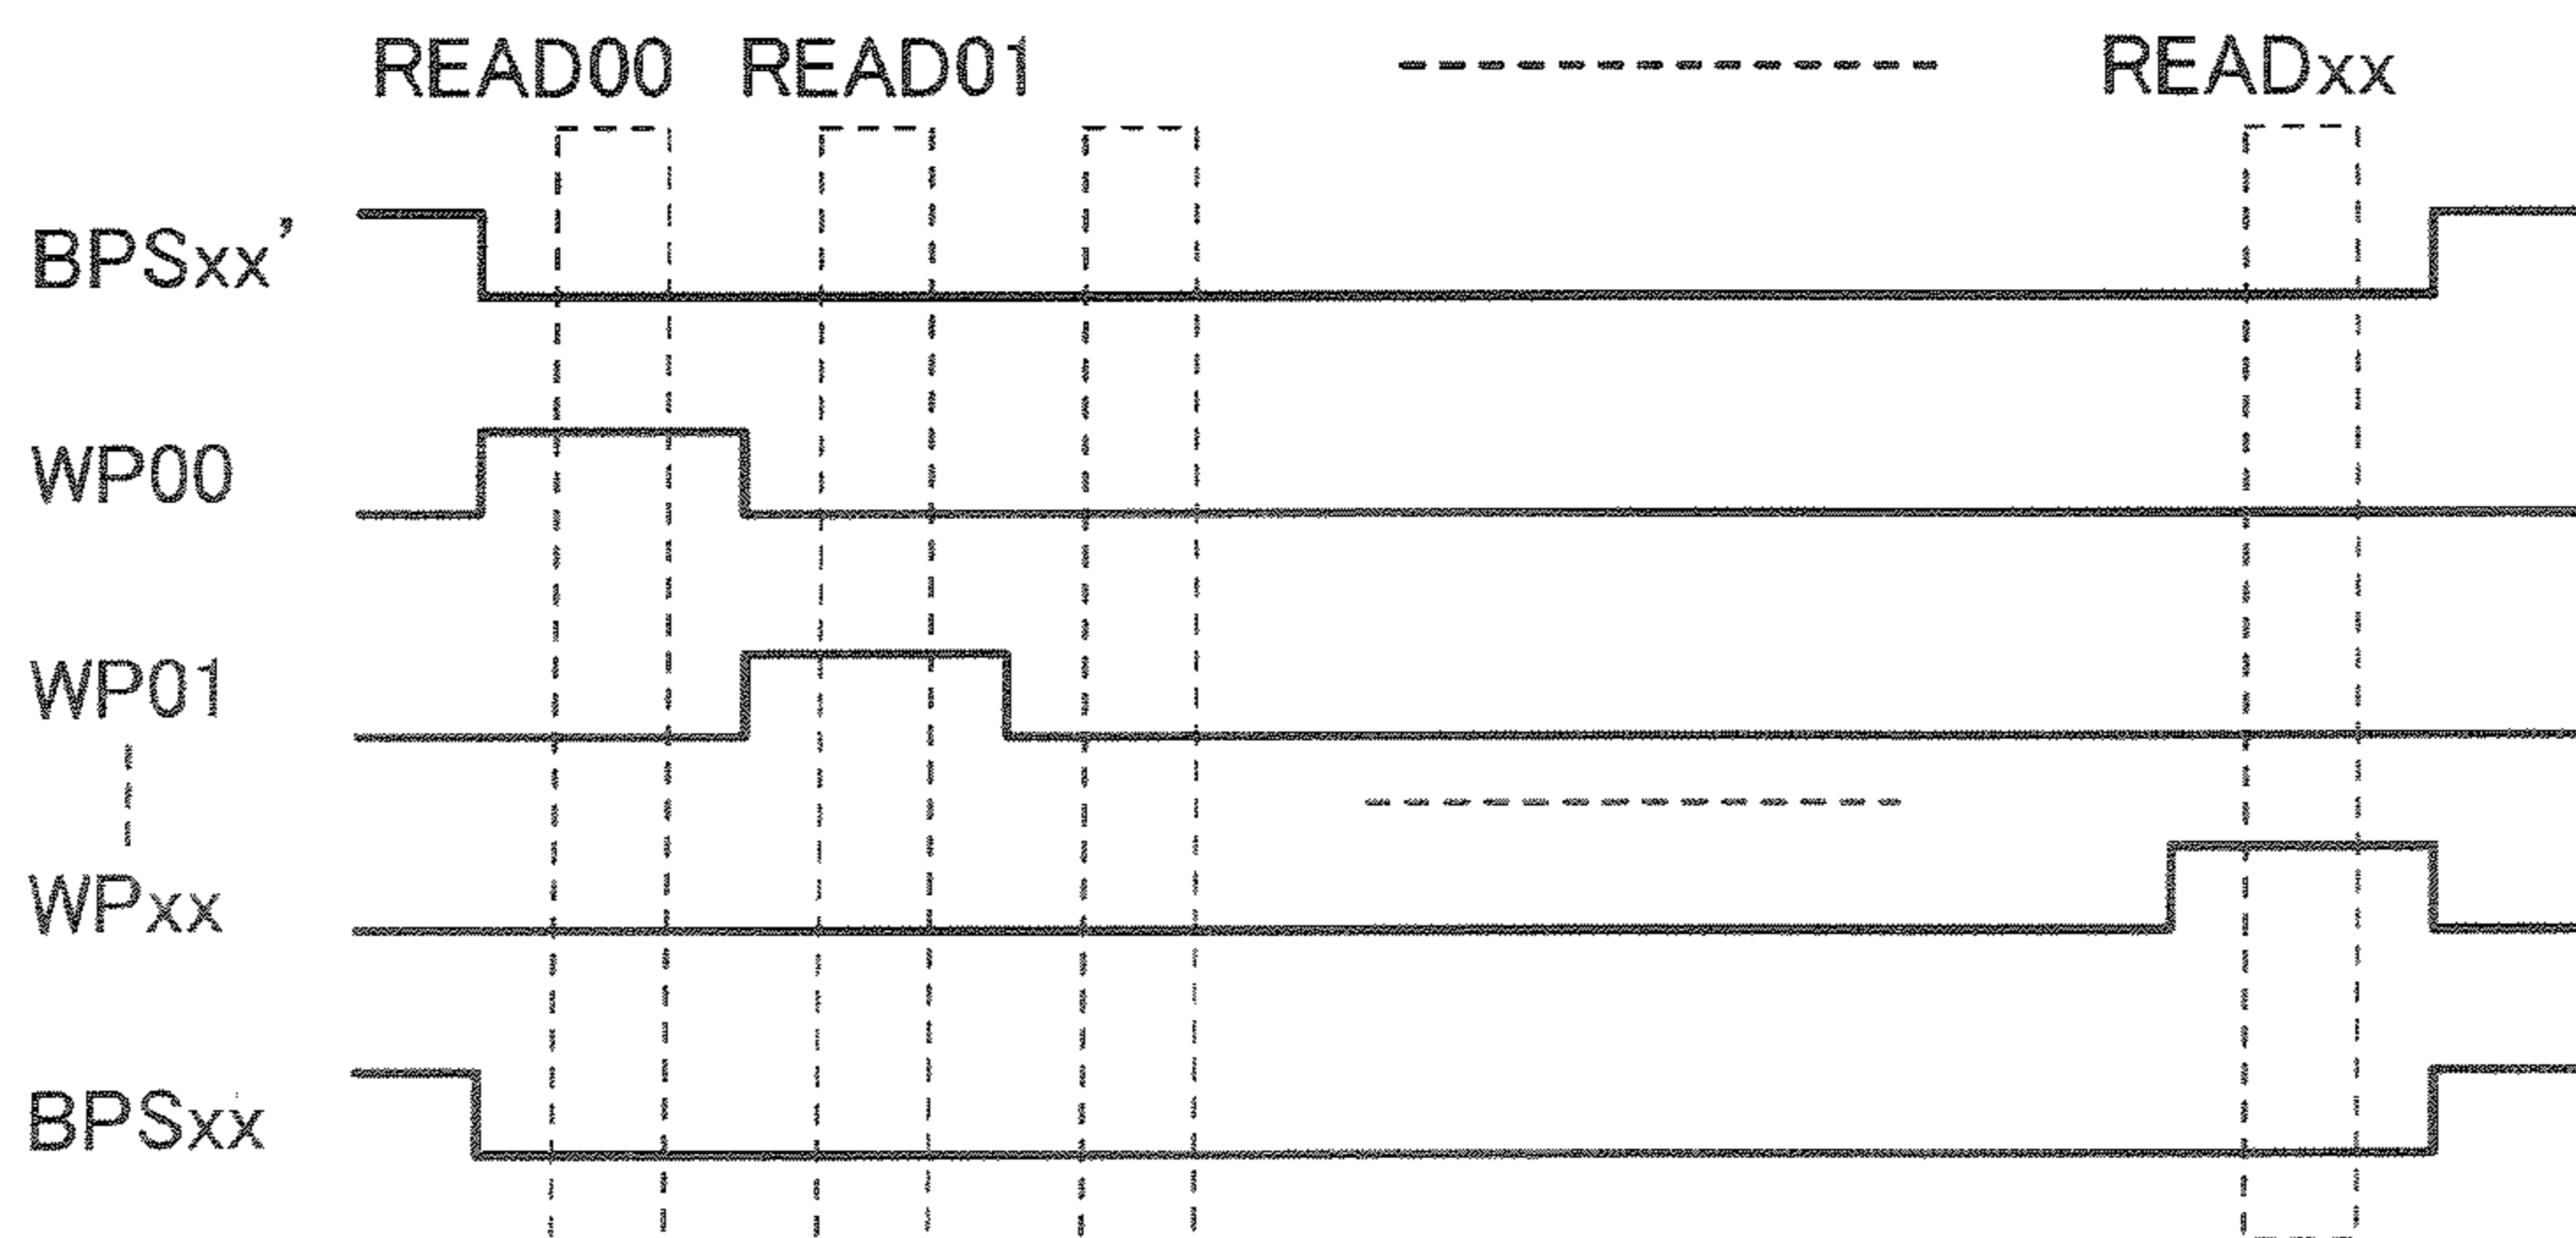 READ00 READ01 READxx
BPSxx’
WP00
WP01
WPxx
BPSxx